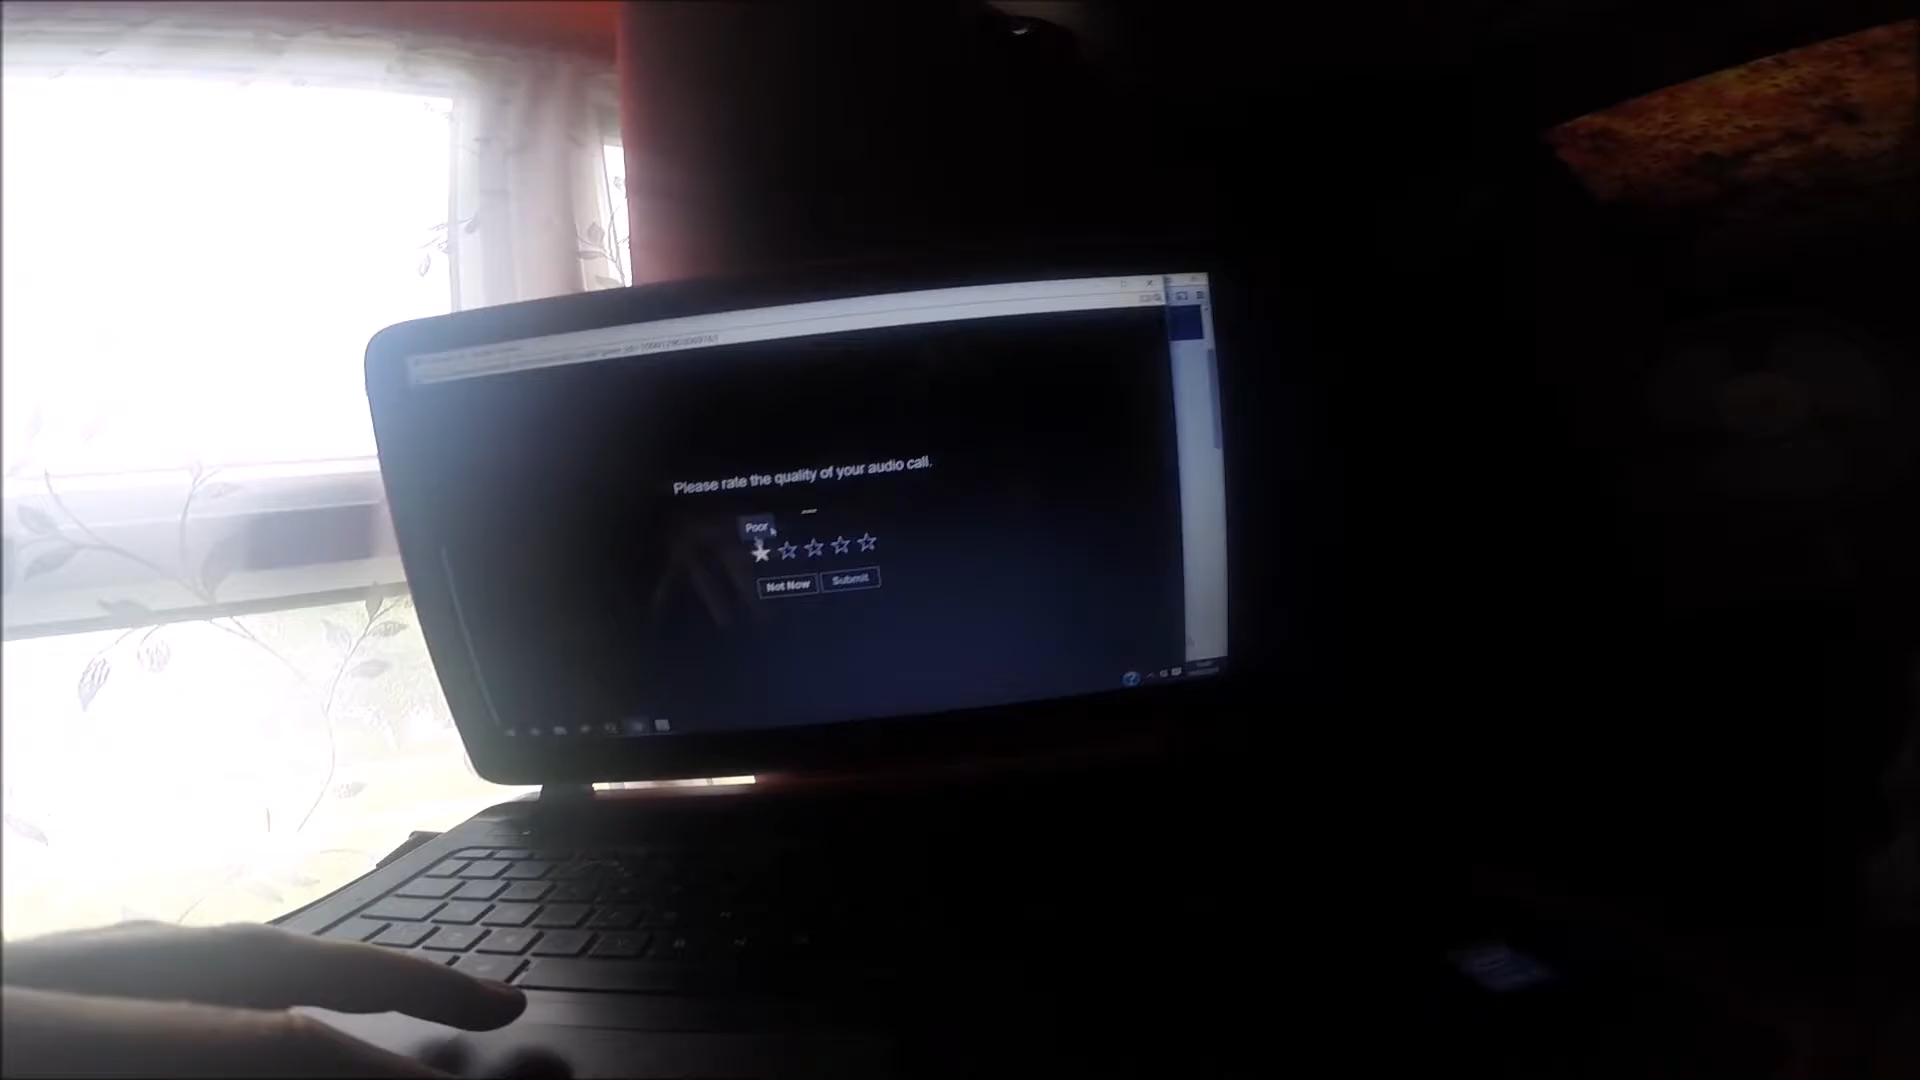 Please rate the quality of your audio call.
Poor
Not Now
Submit